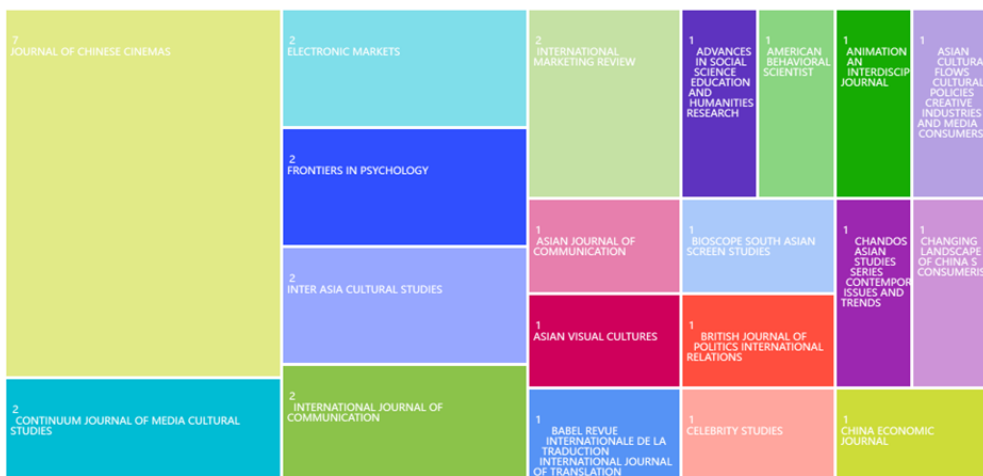 7
JOURNAL OF CHINESE CINEMAS
2
CONTINUUM JOURNAL OF MEDIA CULTURAL
STUDIES
2
ELECTRONIC MARKETS
2
FRONTIERS IN PSYCHOLOGY
2
INTER ASIA CULTURAL STUDIES
2
INTERNATIONAL JOURNAL OF
COMMUNICATION
2
INTERNATIONAL
MARKETING REVIEW
1
ASIAN JOURNAL OF
COMMUNICATION
1
ASIAN VISUAL CULTURES
1
BABEL REVUE
INTERNATIONALE DE LA
TRADUCTION
INTERNATIONAL JOURNAL
OF TRANSLATION
1
ADVANCES
IN SOCIAL
SCIENCE
EDUCATION
AND
HUMANITIES
RESEARCH
1
AMERICAN
BEHAVIORAL
SCIENTIST
1
BIOSCOPE SOUTH ASIAN
SCREEN STUDIES
1
BRITISH JOURNAL OF
POLITICS INTERNATIONAL
RELATIONS
1
CELEBRITY STUDIES
1
ANIMATION
AN
INTERDISCIP
JOURNAL
1
ASIAN
CULTURA
FLOWS
CULTURAL
POLICIES
CREATIVE
INDUSTRIES
AND MEDIA
CONSUMERS
1
CHANDOS
ASIAN
STUDIES
SERIES
CONTEMPOR
ISSUES AND
TRENDS
1
CHANGING
LANDSCAPE
OF CHINA S
CONSUMERIS
1
CHINA ECONOMIC
JOURNAL